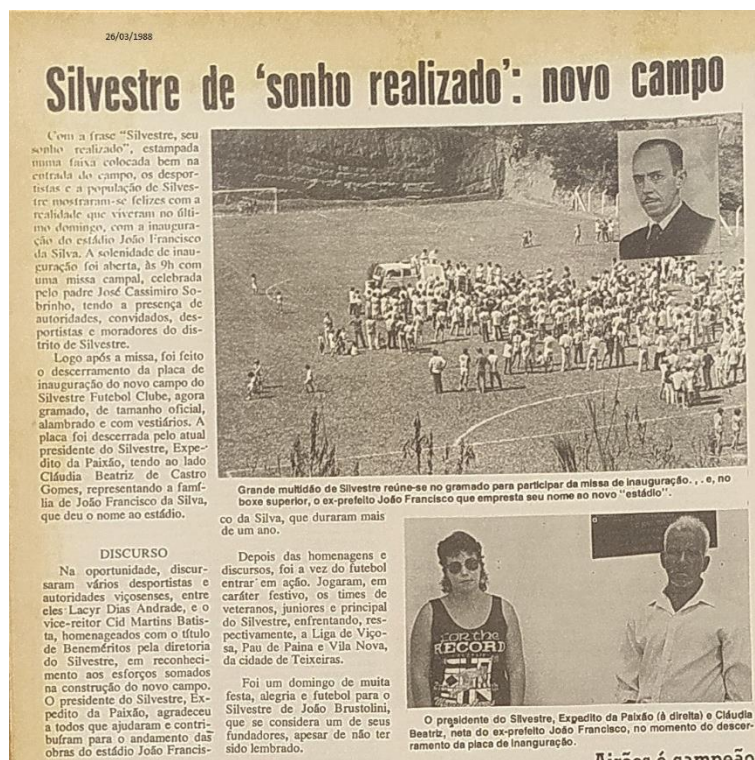 26/03/1988
Silvestre de 'sonho realizado': novo campo
Com a frase "Silvestre, seu
sonho realizado", estampada
numa faixa colocada bem na
entrada do campo, os despor-
tistas e a população de Silves-
tre mostraram-se felizes com a
realidade que viveram no últi-
mo domingo, com a inaugura-
ção do estádio João Francisco
da Silva. A solenidade de inau-
guração foi aberta, às 9h com
uma missa campal, celebrada
pelo padre José Cassimiro So-
brinho, tendo a presença de
autoridades, convidados, des-
portistas e moradores do dis-
trito de Silvestre.
Logo após a missa, foi feito
o descerramento da placa de
inauguração do novo campo do
Silvestre Futebol Clube, agora
gramado, de tamanho oficial,
alambrado e com vestiários. A
placa foi descerrada pelo atual
presidente do Silvestre, Expe-
dito da Paixão, tendo ao lado
Cláudia Beatriz de Castro
Gomes, representando a famí-
lia de João Francisco da Silva,
que deu o nome ao estádio.
DISCURSO
Na oportunidade, discur-
saram vários desportistas e
autoridades viçosenses, entre
eles Lacyr Dias Andrade, e o
vice-reitor Cid Martins Batis-
ta, homenageados com o título
de Beneméritos pela diretoria
do Silvestre, em reconheci-
mento aos esforços somados
na construção do novo campo.
O presidente do Silvestre, Ex-
pedito da Paixão, agradeceu
a todos que ajudaram e contri-
buíram para o andamento das
obras do estádio João Francis-
co da Silva, que duraram mais
de um ano.
Depois das homenagens e
discursos, foi a vez do futebol
entrar em ação. Jogaram, em
caráter festivo, os times de
veteranos, juniores e principal
do Silvestre, enfrentando, res-
pectivamente, a Liga de Viço-
sa, Pau de Paina e Vila Nova,
da cidade de Teixeiras.
Foi um domingo de muita
festa, alegria e futebol para o
Silvestre de João Brustolini,
que se considera um de seus
fundadores, apesar de não ter
sido lembrado.
Grande multidão de Silvestre reúne-se no gramado para participar da missa de inauguração. . . e, no
boxe superior, o ex-prefeito João Francisco que empresta seu nome ao novo "estádio".
FOR THE
RECORD
O presidente do Silvestre, Expedito da Paixão (à direita) e Cláudia
Beatriz, neta do ex-prefeito João Francisco, no momento do descer-
ramento da placa de inauguração.
é campeão